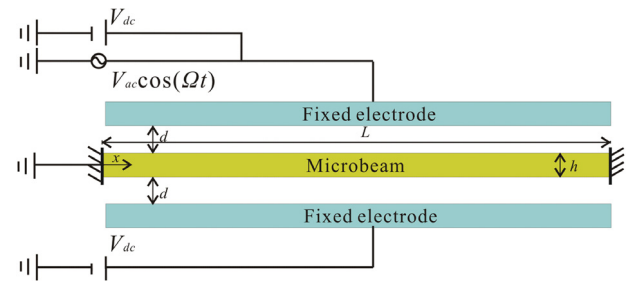 V_dc
V_ac cos(Ωt)
Fixed electrode
d
L
x
Microbeam
h
d
Fixed electrode
V_dc